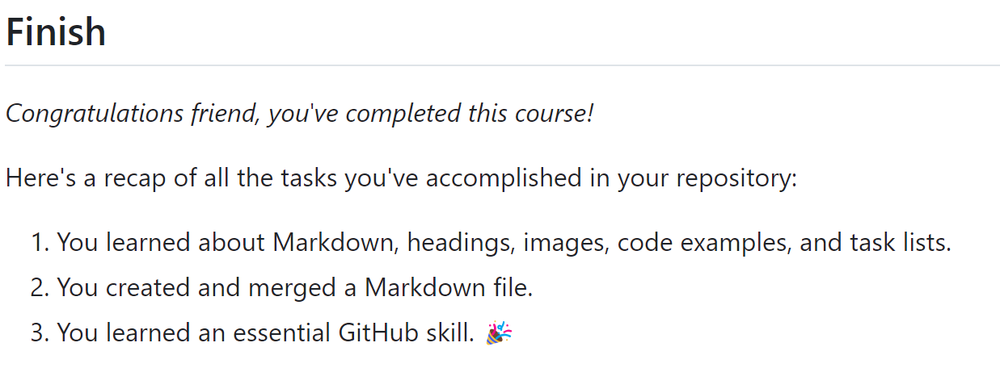 Finish
Congratulations friend, you've completed this course!
Here's a recap of all the tasks you've accomplished in your repository:
1. You learned about Markdown, headings, images, code examples, and task lists.
2. You created and merged a Markdown file.
3. You learned an essential GitHub skill. 🎉